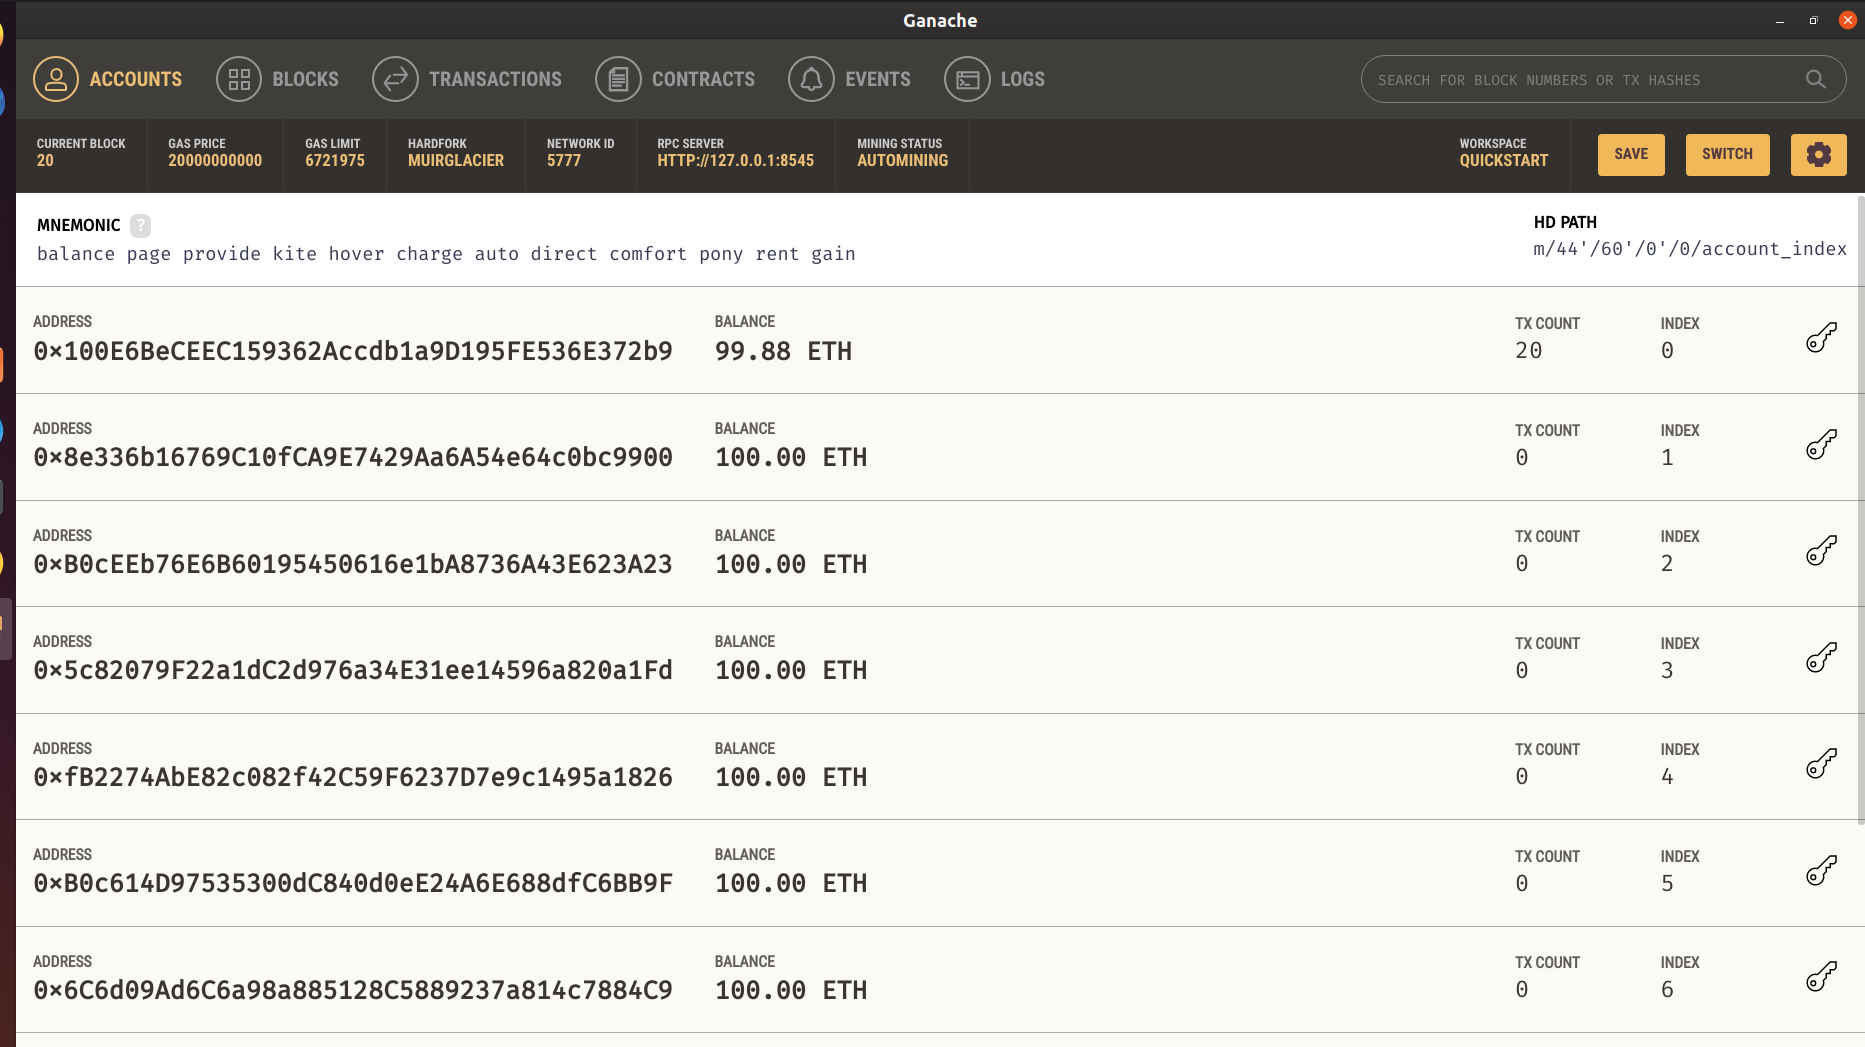 Ganache
ACCOUNTS BLOCKS TRANSACTIONS CONTRACTS EVENTS LOGS SEARCH FOR BLOCK NUMBERS OR TX HASHES
CURRENT BLOCK GAS PRICE GAS LIMIT HARDFORK NETWORK ID RPC SERVER MINING STATUS WORKSPACE
20 20000000000 6721975 MUIRGLACIER 5777 HTTP://127.0.0.1:8545 AUTOMINING QUICKSTART SAVE SWITCH
MNEMONIC ? HD PATH
balance page provide kite hover charge auto direct comfort pony rent gain m/44'/60'/0'/0/account_index
ADDRESS BALANCE TX COUNT INDEX
0×100E6BeCEEC159362Accdb1a9D195FE536E372b9 99.88 ETH 20 0
ADDRESS BALANCE TX COUNT INDEX
0×8e336b16769C10fCA9E7429Aa6A54e64c0bc9900 100.00 ETH 0 1
ADDRESS BALANCE TX COUNT INDEX
0×B0cEEb76E6B60195450616e1bA8736A43E623A23 100.00 ETH 0 2
ADDRESS BALANCE TX COUNT INDEX
0×5c82079F22a1dC2d976a34E31ee14596a820a1Fd 100.00 ETH 0 3
ADDRESS BALANCE TX COUNT INDEX
0×fB2274AbE82c082f42C59F6237D7e9c1495a1826 100.00 ETH 0 4
ADDRESS BALANCE TX COUNT INDEX
0×B0c614D97535300dC840d0eE24A6E688dfC6BB9F 100.00 ETH 0 5
ADDRESS BALANCE TX COUNT INDEX
0×6C6d09Ad6C6a98a885128C5889237a814c7884C9 100.00 ETH 0 6